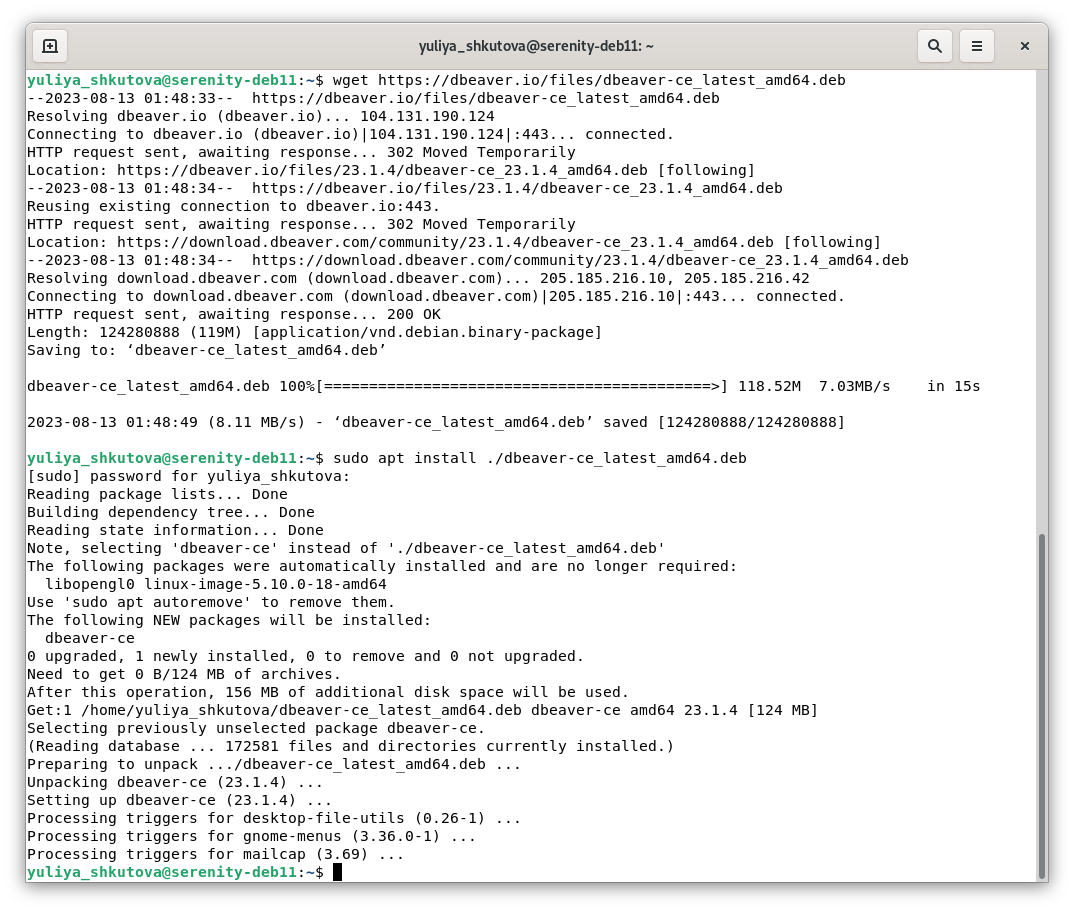 yuliya_shkutova@serenity-deb11: ~
yuliya_shkutova@serenity-deb11:~$ wget https://dbeaver.io/files/dbeaver-ce_latest_amd64.deb
--2023-08-13 01:48:33--  https://dbeaver.io/files/dbeaver-ce_latest_amd64.deb
Resolving dbeaver.io (dbeaver.io)... 104.131.190.124
Connecting to dbeaver.io (dbeaver.io)|104.131.190.124|:443... connected.
HTTP request sent, awaiting response... 302 Moved Temporarily
Location: https://dbeaver.io/files/23.1.4/dbeaver-ce_23.1.4_amd64.deb [following]
--2023-08-13 01:48:34--  https://dbeaver.io/files/23.1.4/dbeaver-ce_23.1.4_amd64.deb
Reusing existing connection to dbeaver.io:443.
HTTP request sent, awaiting response... 302 Moved Temporarily
Location: https://download.dbeaver.com/community/23.1.4/dbeaver-ce_23.1.4_amd64.deb [following]
--2023-08-13 01:48:34--  https://download.dbeaver.com/community/23.1.4/dbeaver-ce_23.1.4_amd64.deb
Resolving download.dbeaver.com (download.dbeaver.com)... 205.185.216.10, 205.185.216.42
Connecting to download.dbeaver.com (download.dbeaver.com)|205.185.216.10|:443... connected.
HTTP request sent, awaiting response... 200 OK
Length: 124280888 (119M) [application/vnd.debian.binary-package]
Saving to: ‘dbeaver-ce_latest_amd64.deb’
dbeaver-ce_latest_amd64.deb 100%[===========================================>] 118.52M  7.03MB/s    in 15s
2023-08-13 01:48:49 (8.11 MB/s) - ‘dbeaver-ce_latest_amd64.deb’ saved [124280888/124280888]
yuliya_shkutova@serenity-deb11:~$ sudo apt install ./dbeaver-ce_latest_amd64.deb
[sudo] password for yuliya_shkutova:
Reading package lists... Done
Building dependency tree... Done
Reading state information... Done
Note, selecting 'dbeaver-ce' instead of './dbeaver-ce_latest_amd64.deb'
The following packages were automatically installed and are no longer required:
  libopengl0 linux-image-5.10.0-18-amd64
Use 'sudo apt autoremove' to remove them.
The following NEW packages will be installed:
  dbeaver-ce
0 upgraded, 1 newly installed, 0 to remove and 0 not upgraded.
Need to get 0 B/124 MB of archives.
After this operation, 156 MB of additional disk space will be used.
Get:1 /home/yuliya_shkutova/dbeaver-ce_latest_amd64.deb dbeaver-ce amd64 23.1.4 [124 MB]
Selecting previously unselected package dbeaver-ce.
(Reading database ... 172581 files and directories currently installed.)
Preparing to unpack .../dbeaver-ce_latest_amd64.deb ...
Unpacking dbeaver-ce (23.1.4) ...
Setting up dbeaver-ce (23.1.4) ...
Processing triggers for desktop-file-utils (0.26-1) ...
Processing triggers for gnome-menus (3.36.0-1) ...
Processing triggers for mailcap (3.69) ...
yuliya_shkutova@serenity-deb11:~$